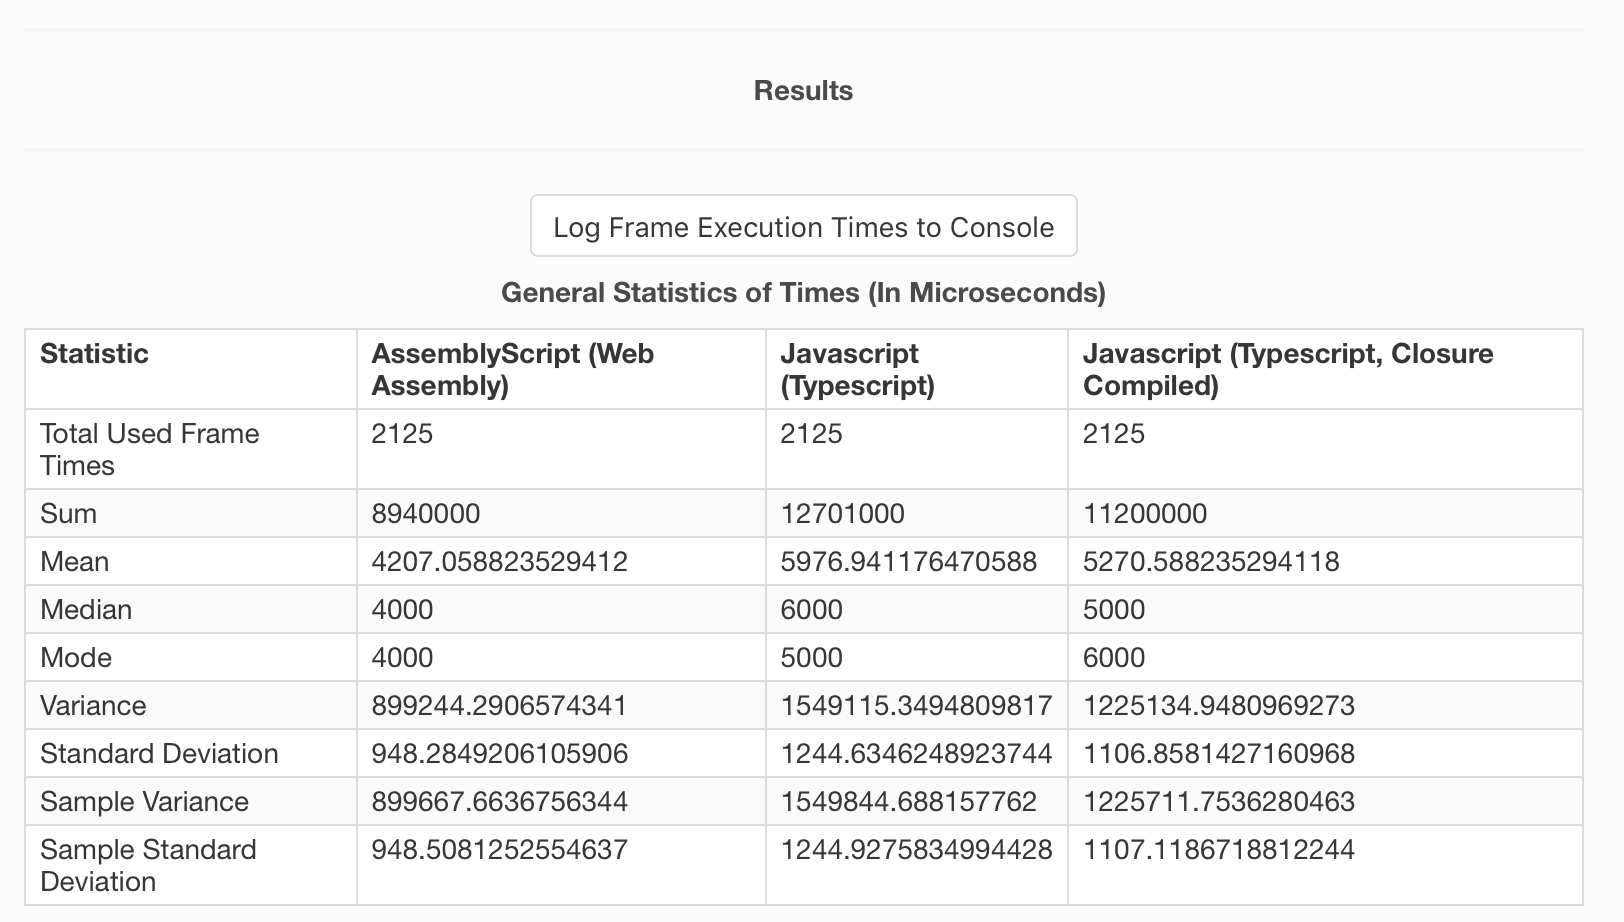 Results
Log Frame Execution Times to Console
General Statistics of Times (In Microseconds)
Statistic AssemblyScript (Web Assembly) Javascript (Typescript) Javascript (Typescript, Closure Compiled)
Total Used Frame Times 2125 2125 2125
Sum 8940000 12701000 11200000
Mean 4207.058823529412 5976.941176470588 5270.588235294118
Median 4000 6000 5000
Mode 4000 5000 6000
Variance 899244.2906574341 1549115.3494809817 1225134.9480969273
Standard Deviation 948.2849206105906 1244.6346248923744 1106.8581427160968
Sample Variance 899667.6636756344 1549844.688157762 1225711.7536280463
Sample Standard Deviation 948.5081252554637 1244.9275834994428 1107.1186718812244